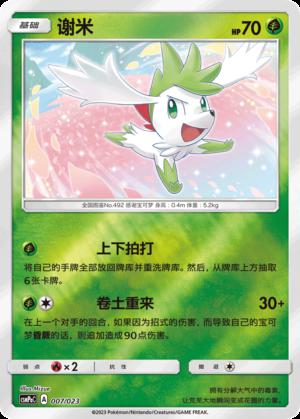 基础 谢米 HP70
全国图鉴No.492 感谢宝可梦 身高：0.4m 体重：5.2kg
上下拍打
将自己的手牌全部放回牌库并重洗牌库。然后，从牌库上方抽取
6张卡牌。
卷土重来 30+
在上一个对手的回合，如果因为招式的伤害，而导致自己的宝可
梦昏厥的话，则追加造成90点伤害。
弱点 ×2 抗性 撤退
illus. Mizue
A 007/023
拥有分解大气中的毒素，
让荒芜大地瞬间变成花圃的力量。
©2023 Pokémon/Nintendo/Creatures/GAME FREAK.